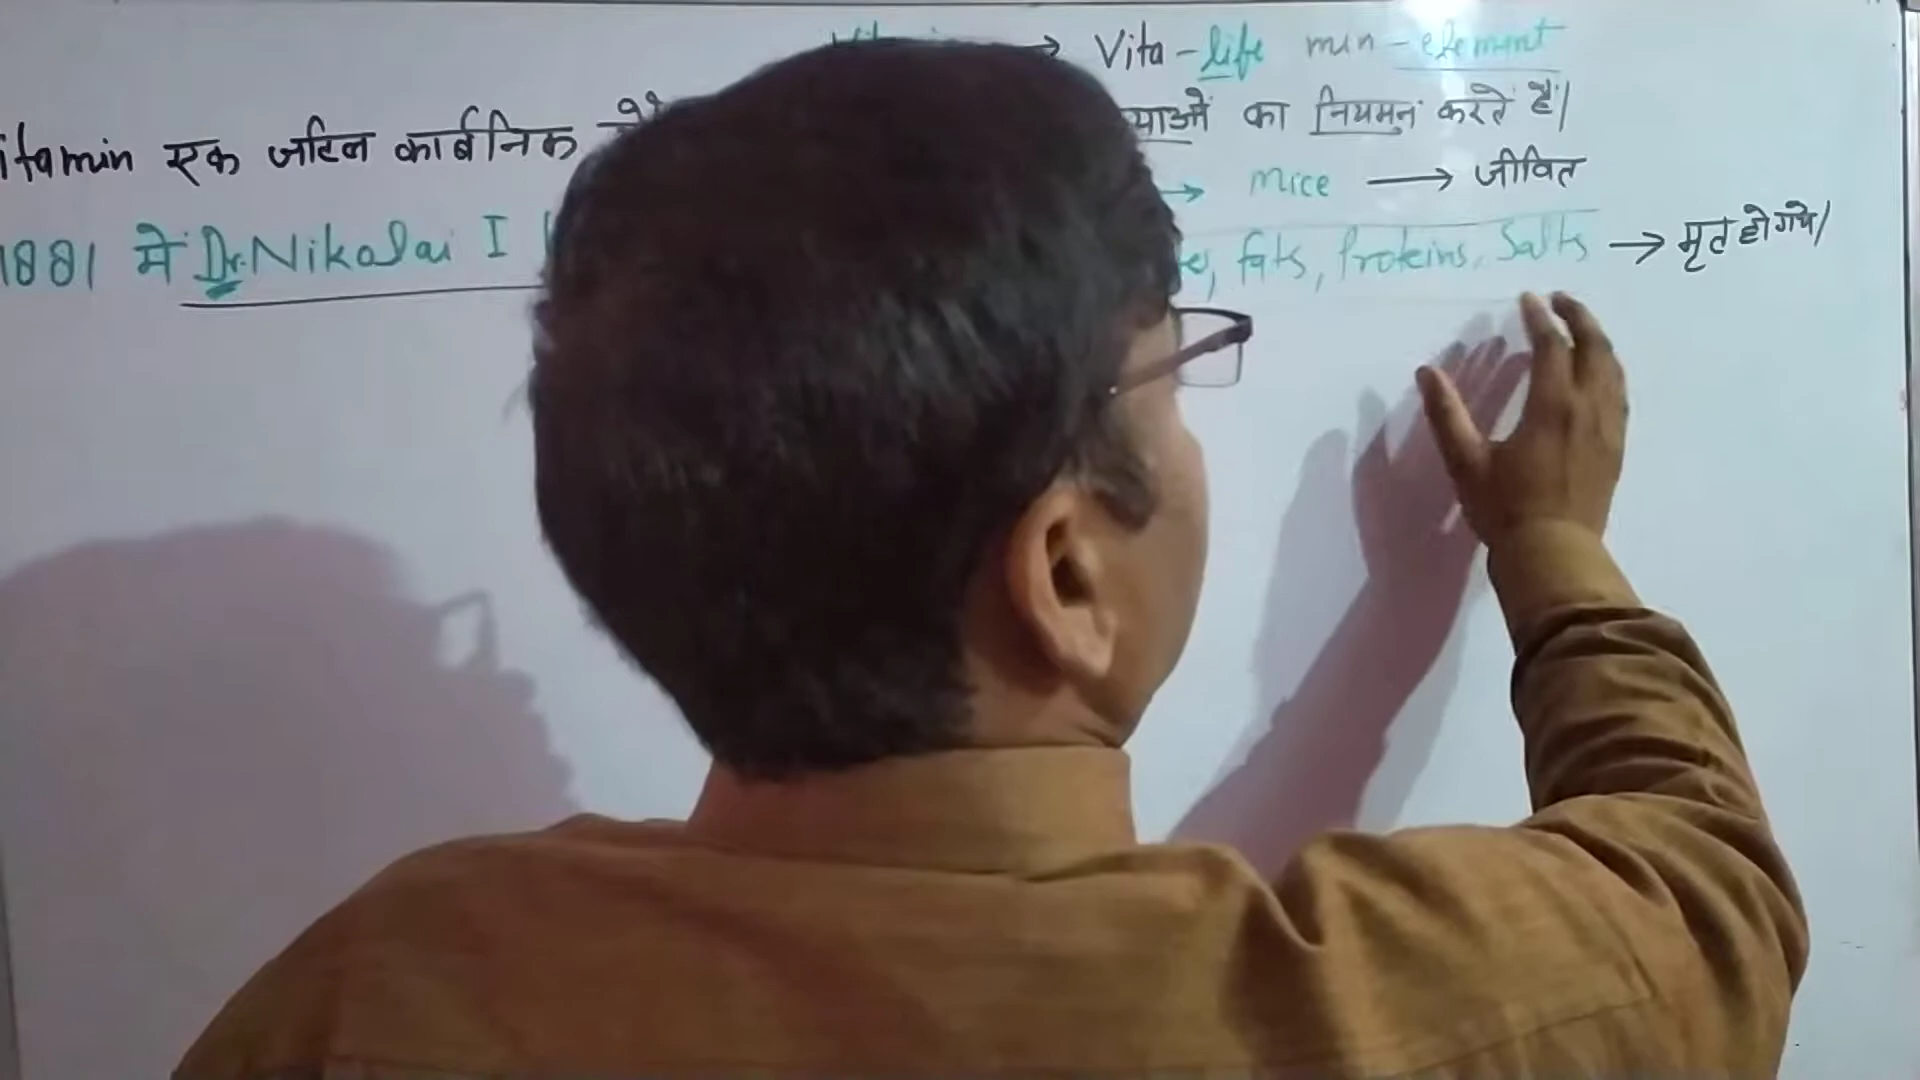 → Vita - life min - element
itamin एक जटिल कार्बनिक याओं का नियमन करते हैं।
→ mice → जीवित
1881 में Dr. Nikolai I fats, Proteins, Salts → मृत हो गये।